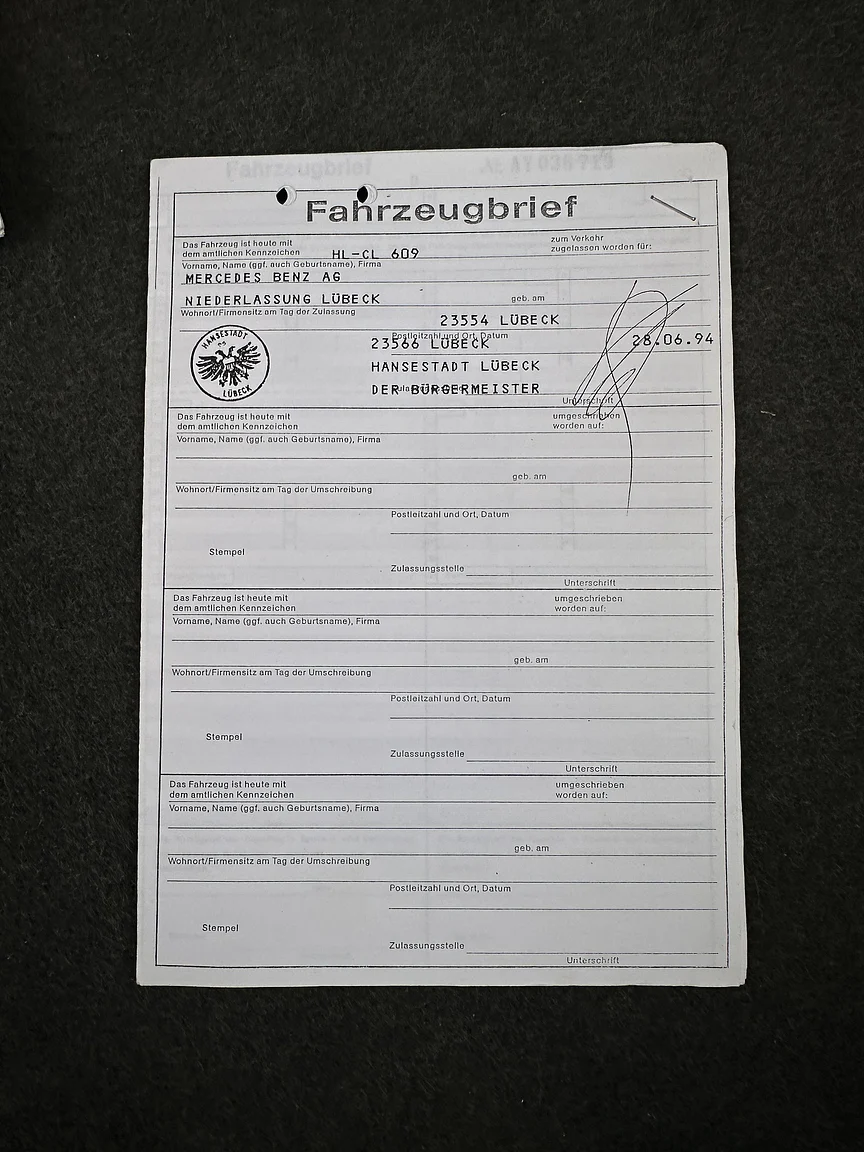 Fahrzeugbrief
Das Fahrzeug ist heute mit
dem amtlichen Kennzeichen HL-CL 609
zum Verkehr
zugelassen worden für:
Vorname, Name (ggf. auch Geburtsname), Firma
MERCEDES BENZ AG
NIEDERLASSUNG LÜBECK geb. am
Wohnort/Firmensitz am Tag der Zulassung
23554 LÜBECK
HANSESTADT
LÜBECK
Postleitzahl und Ort, Datum
23566 LÜBECK 28.06.94
HANSESTADT LÜBECK
DER BÜRGERMEISTER
Unterschrift
Das Fahrzeug ist heute mit
dem amtlichen Kennzeichen
umgeschrieben
worden auf:
Vorname, Name (ggf. auch Geburtsname), Firma
geb. am
Wohnort/Firmensitz am Tag der Umschreibung
Postleitzahl und Ort, Datum
Stempel
Zulassungsstelle
Unterschrift
Das Fahrzeug ist heute mit
dem amtlichen Kennzeichen
umgeschrieben
worden auf:
Vorname, Name (ggf. auch Geburtsname), Firma
geb. am
Wohnort/Firmensitz am Tag der Umschreibung
Postleitzahl und Ort, Datum
Stempel
Zulassungsstelle
Unterschrift
Das Fahrzeug ist heute mit
dem amtlichen Kennzeichen
umgeschrieben
worden auf:
Vorname, Name (ggf. auch Geburtsname), Firma
geb. am
Wohnort/Firmensitz am Tag der Umschreibung
Postleitzahl und Ort, Datum
Stempel
Zulassungsstelle
Unterschrift